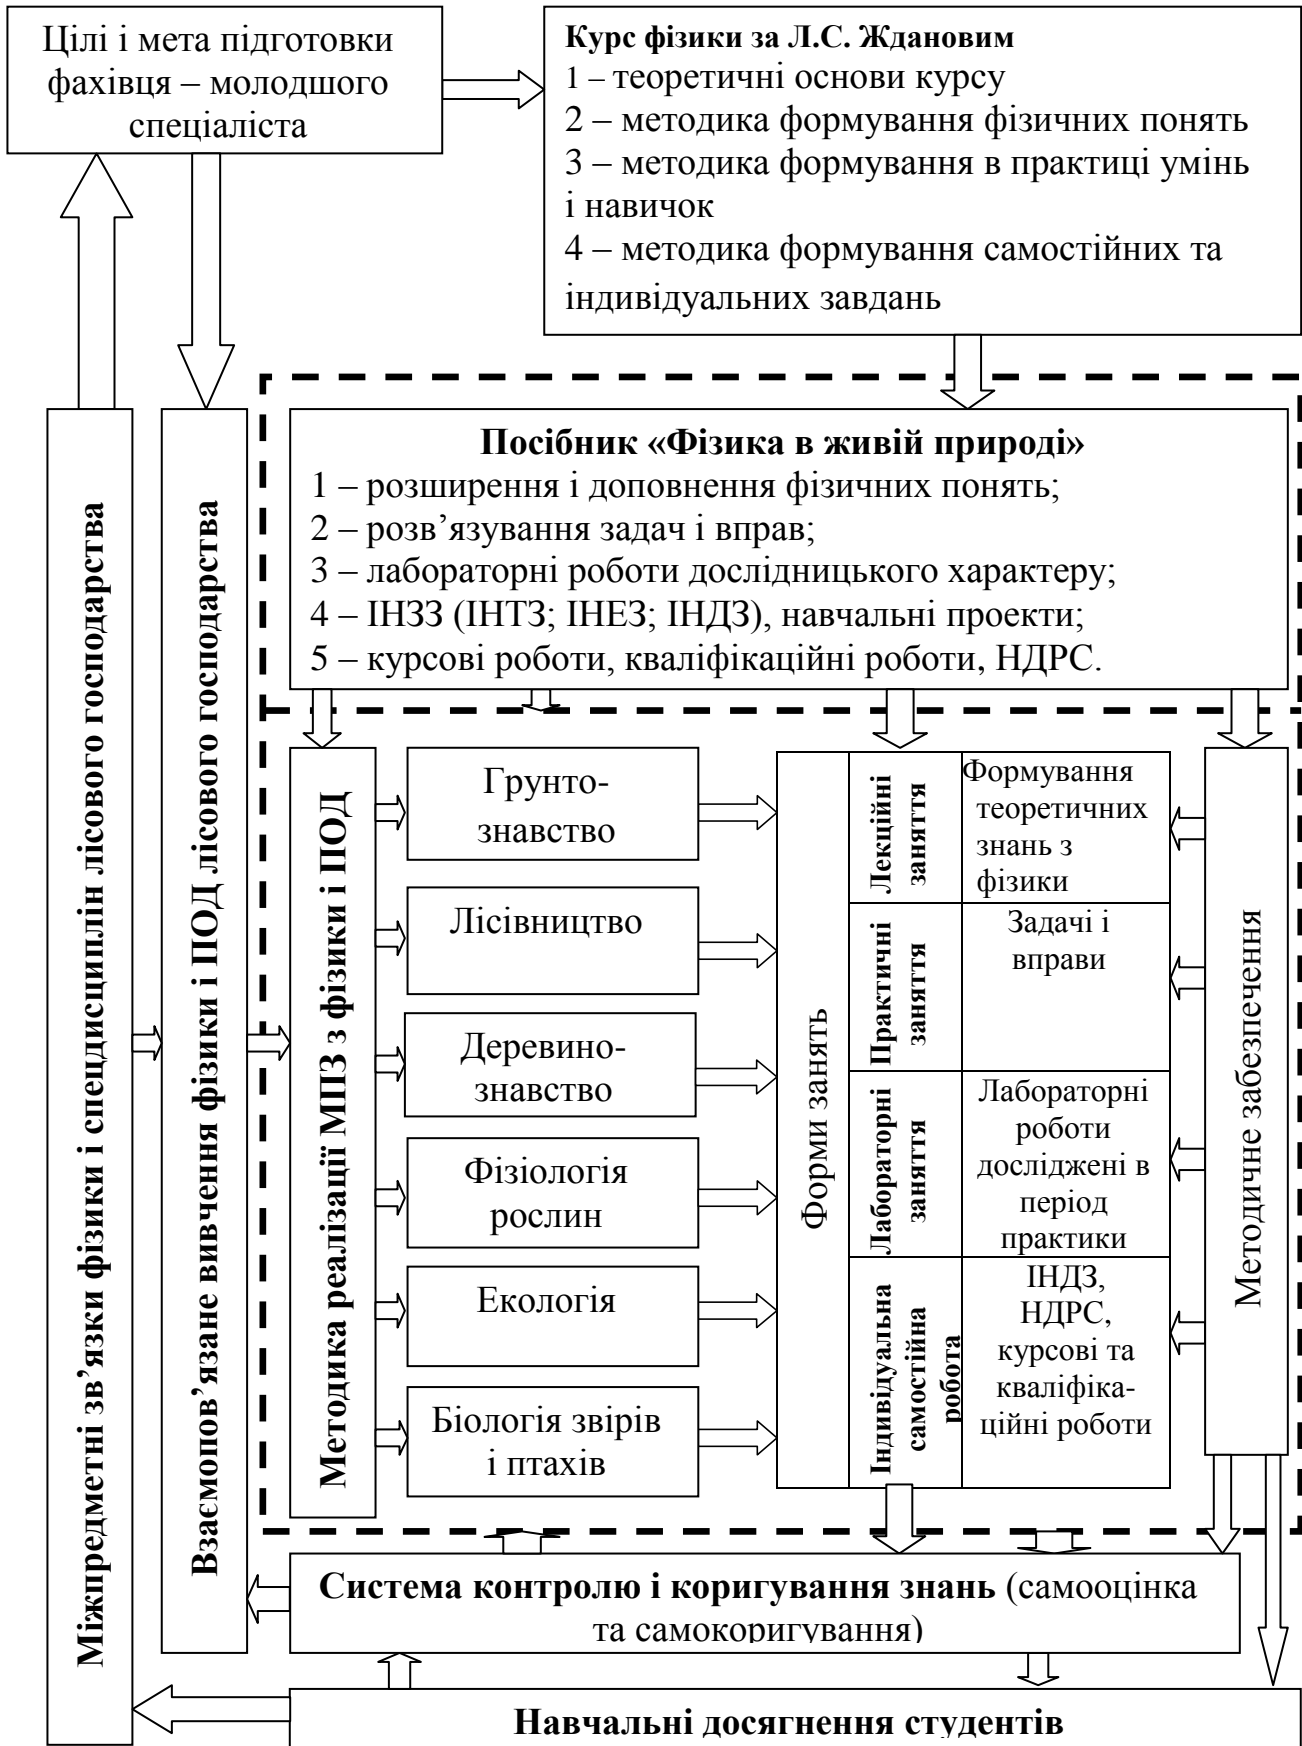 Цілі і мета підготовки
фахівця – молодшого
спеціаліста
Курс фізики за Л.С. Ждановим
1 – теоретичні основи курсу
2 – методика формування фізичних понять
3 – методика формування в практиці умінь
і навичок
4 – методика формування самостійних та
індивідуальних завдань
Міжпредметні зв’язки фізики і спецдисциплін лісового господарства
Взаємопов’язане вивчення фізики і ПОД лісового господарства
Посібник «Фізика в живій природі»
1 – розширення і доповнення фізичних понять;
2 – розв’язування задач і вправ;
3 – лабораторні роботи дослідницького характеру;
4 – ІНЗЗ (ІНТЗ; ІНЕЗ; ІНДЗ), навчальні проекти;
5 – курсові роботи, кваліфікаційні роботи, НДРС.
Методика реалізації МПЗ з фізики і ПОД
Грунто-
знавство
Лісівництво
Деревино-
знавство
Фізіологія
рослин
Екологія
Біологія звірів
і птахів
Форми занять
Лекційні
заняття
Формування
теоретичних
знань з
фізики
Практичні
заняття
Задачі і
вправи
Лабораторні
заняття
Лабораторні
роботи
досліджені в
період
практики
Індивідуальна
самостійна
робота
ІНДЗ,
НДРС,
курсові та
кваліфіка-
ційні роботи
Методичне забезпечення
Система контролю і коригування знань (самооцінка
та самокоригування)
Навчальні досягнення студентів